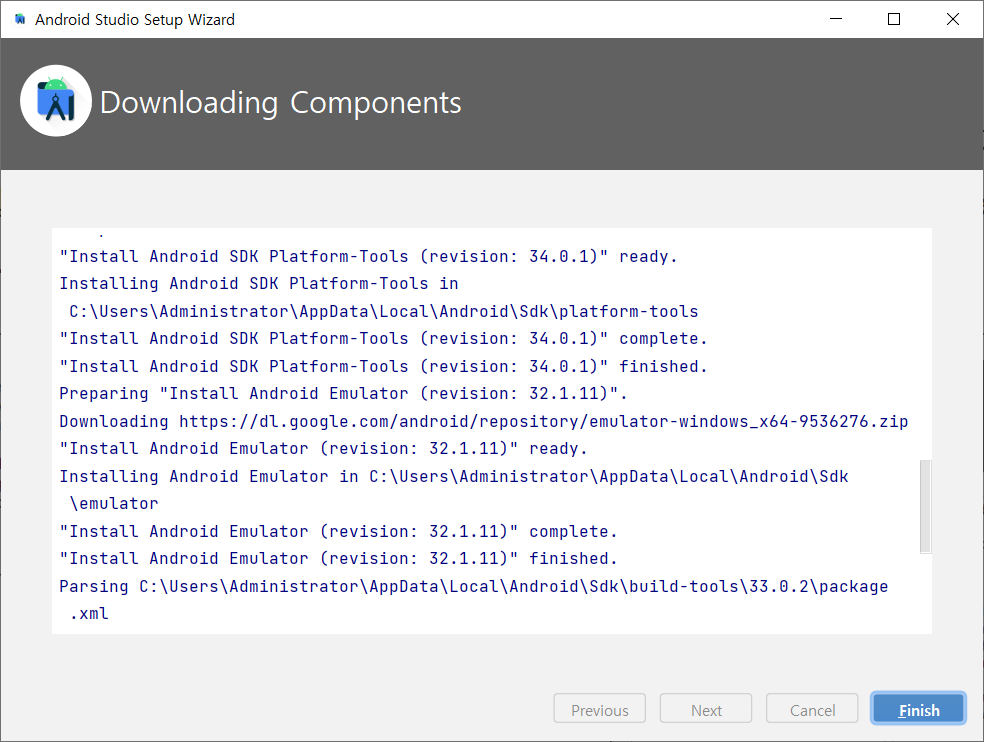 Android Studio Setup Wizard
Downloading Components
.
"Install Android SDK Platform-Tools (revision: 34.0.1)" ready.
Installing Android SDK Platform-Tools in
C:\Users\Administrator\AppData\Local\Android\Sdk\platform-tools
"Install Android SDK Platform-Tools (revision: 34.0.1)" complete.
"Install Android SDK Platform-Tools (revision: 34.0.1)" finished.
Preparing "Install Android Emulator (revision: 32.1.11)".
Downloading https://dl.google.com/android/repository/emulator-windows_x64-9536276.zip
"Install Android Emulator (revision: 32.1.11)" ready.
Installing Android Emulator in C:\Users\Administrator\AppData\Local\Android\Sdk
\emulator
"Install Android Emulator (revision: 32.1.11)" complete.
"Install Android Emulator (revision: 32.1.11)" finished.
Parsing C:\Users\Administrator\AppData\Local\Android\Sdk\build-tools\33.0.2\package
.xml
Previous Next Cancel Finish